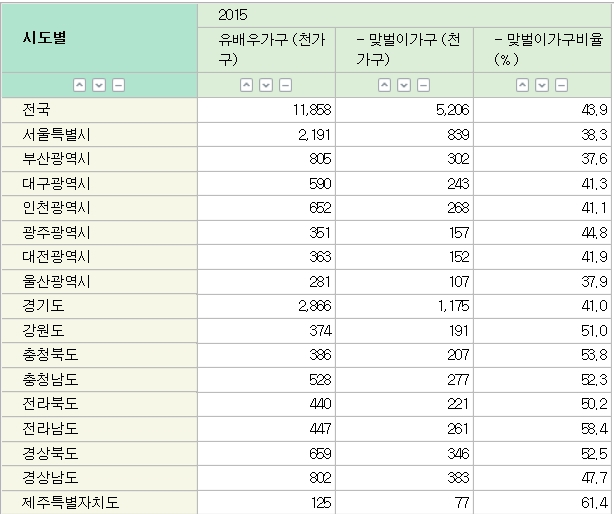 시도별 2015
유배우가구 (천가구) - 맞벌이가구 (천가구) - 맞벌이가구비율 (%)
전국 11,858 5,206 43.9
서울특별시 2,191 839 38.3
부산광역시 805 302 37.6
대구광역시 590 243 41.3
인천광역시 652 268 41.1
광주광역시 351 157 44.8
대전광역시 363 152 41.9
울산광역시 281 107 37.9
경기도 2,866 1,175 41.0
강원도 374 191 51.0
충청북도 386 207 53.8
충청남도 528 277 52.3
전라북도 440 221 50.2
전라남도 447 261 58.4
경상북도 659 346 52.5
경상남도 802 383 47.7
제주특별자치도 125 77 61.4